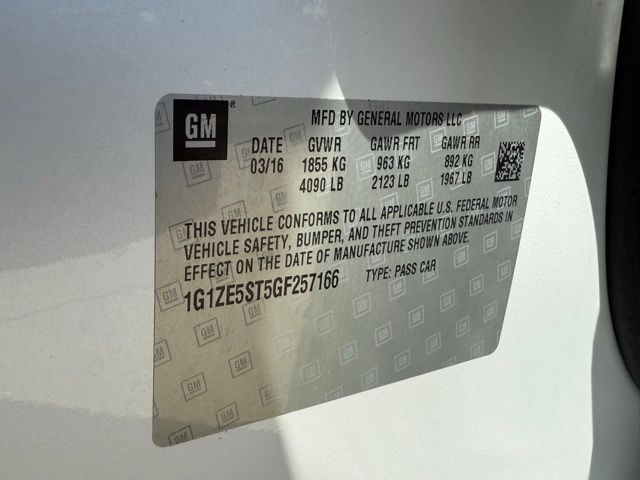 GM
MFD BY GENERAL MOTORS LLC
DATE GVWR GAWR FRT GAWR RR
03/16 1855 KG 963 KG 892 KG
4090 LB 2123 LB 1967 LB
THIS VEHICLE CONFORMS TO ALL APPLICABLE U.S. FEDERAL MOTOR
VEHICLE SAFETY, BUMPER, AND THEFT PREVENTION STANDARDS IN
EFFECT ON THE DATE OF MANUFACTURE SHOWN ABOVE.
1G1ZE5ST5GF257166 TYPE: PASS CAR